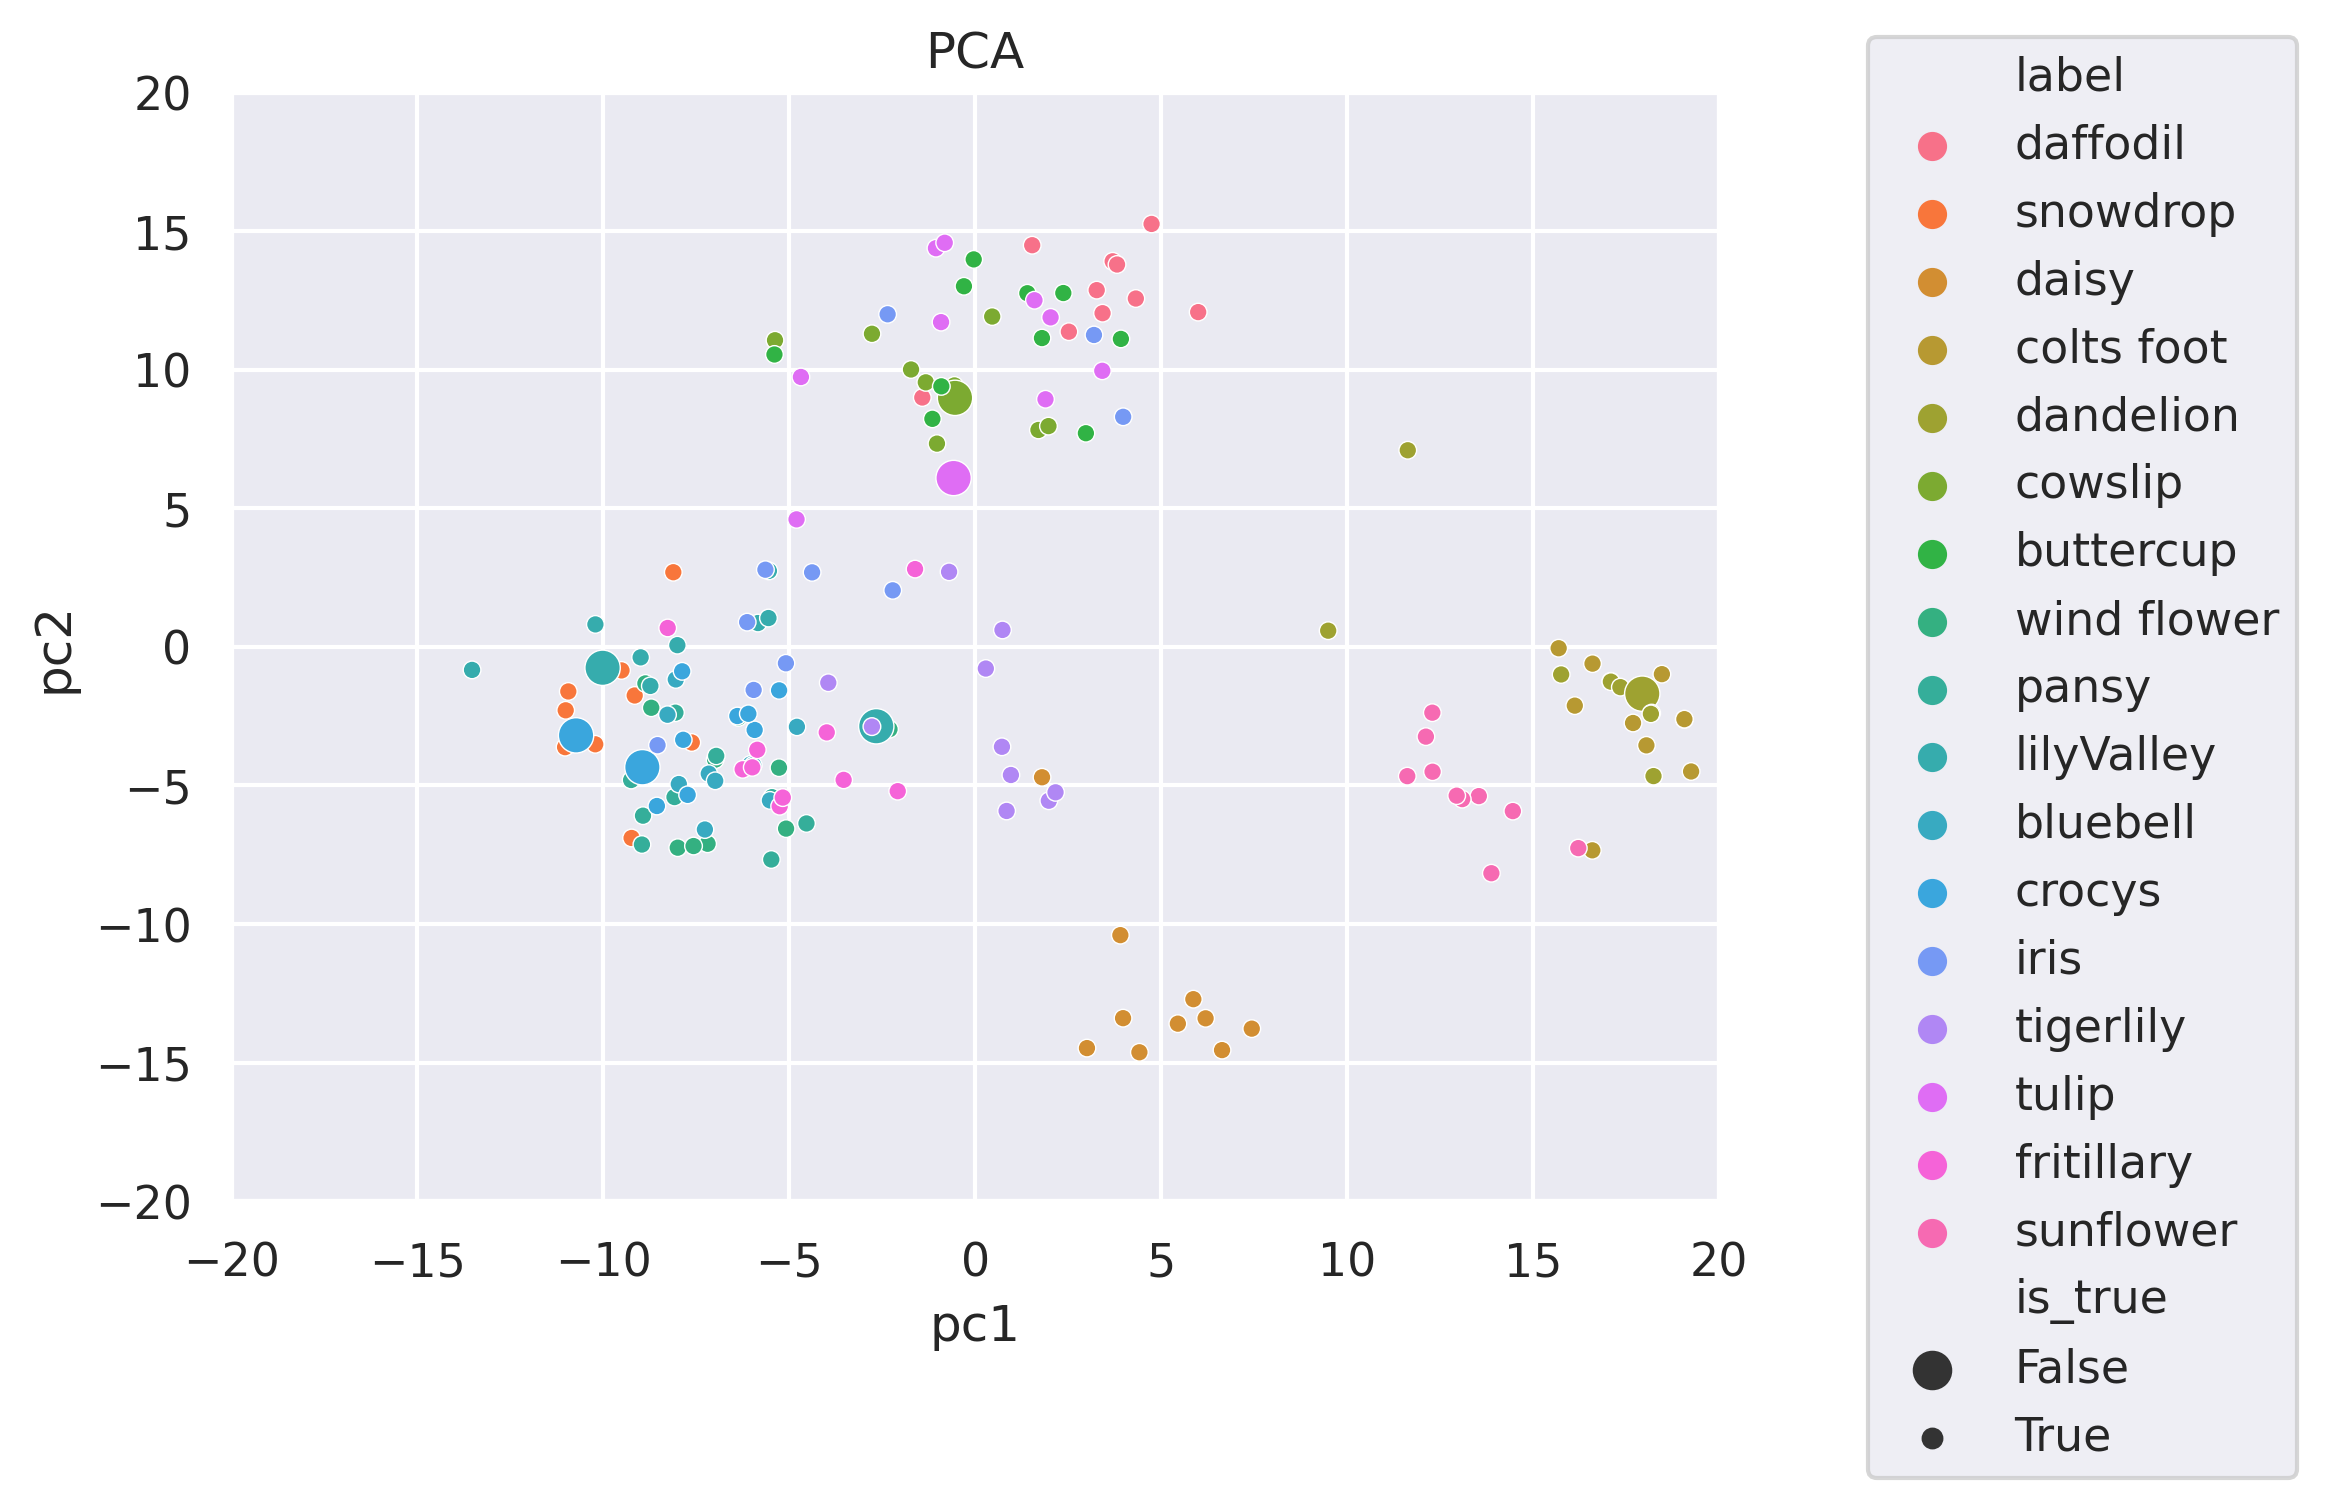 PCA
20
15
10
5
0
−5
−10
−15
−20
pc2
−20 −15 −10 −5 0 5 10 15 20
pc1
label
daffodil
snowdrop
daisy
colts foot
dandelion
cowslip
buttercup
wind flower
pansy
lilyValley
bluebell
crocys
iris
tigerlily
tulip
fritillary
sunflower
is_true
False
True